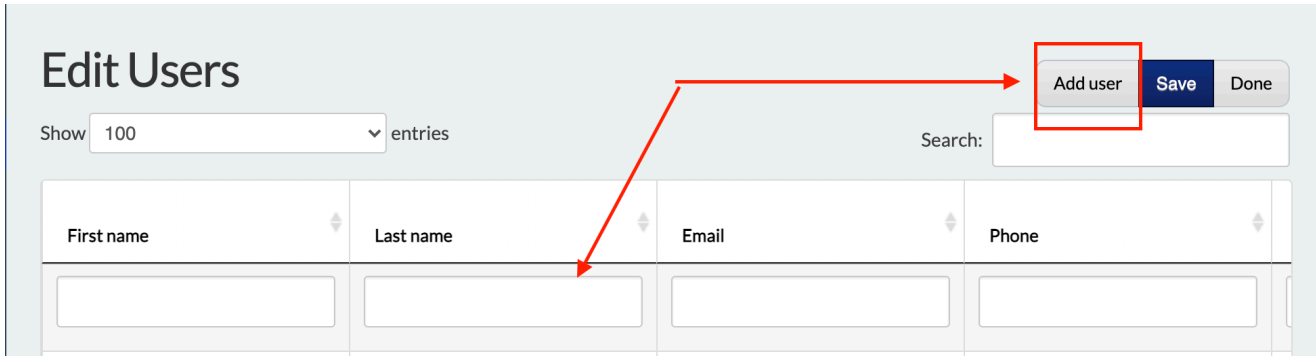 Edit Users
Add user Save Done
Show 100 entries
Search:
First name Last name Email Phone